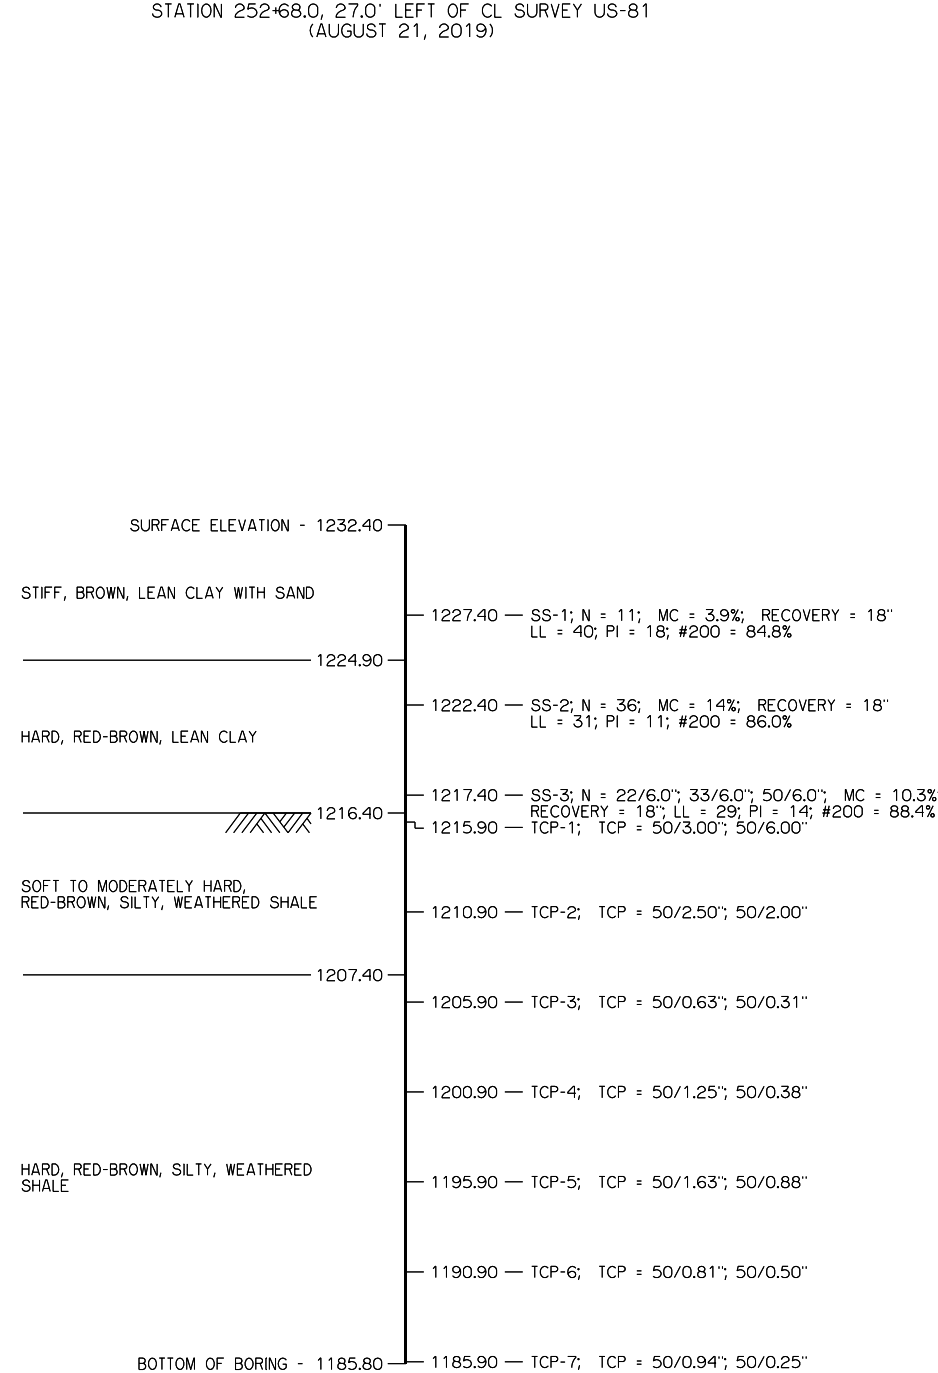 STATION 252+68.0, 27.0' LEFT OF CL SURVEY US-81
(AUGUST 21, 2019)
SURFACE ELEVATION - 1232.40
STIFF, BROWN, LEAN CLAY WITH SAND
1227.40 — SS-1; N = 11; MC = 3.9%; RECOVERY = 18"
LL = 40; PI = 18; #200 = 84.8%
1224.90
1222.40 — SS-2; N = 36; MC = 14%; RECOVERY = 18"
LL = 31; PI = 11; #200 = 86.0%
HARD, RED-BROWN, LEAN CLAY
1217.40 — SS-3; N = 22/6.0"; 33/6.0"; 50/6.0"; MC = 10.3%
RECOVERY = 18"; LL = 29; PI = 14; #200 = 88.4%
1216.40
1215.90 — TCP-1; TCP = 50/3.00"; 50/6.00"
SOFT TO MODERATELY HARD,
RED-BROWN, SILTY, WEATHERED SHALE
1210.90 — TCP-2; TCP = 50/2.50"; 50/2.00"
1207.40
1205.90 — TCP-3; TCP = 50/0.63"; 50/0.31"
1200.90 — TCP-4; TCP = 50/1.25"; 50/0.38"
HARD, RED-BROWN, SILTY, WEATHERED
SHALE
1195.90 — TCP-5; TCP = 50/1.63"; 50/0.88"
1190.90 — TCP-6; TCP = 50/0.81"; 50/0.50"
BOTTOM OF BORING - 1185.80
1185.90 — TCP-7; TCP = 50/0.94"; 50/0.25"